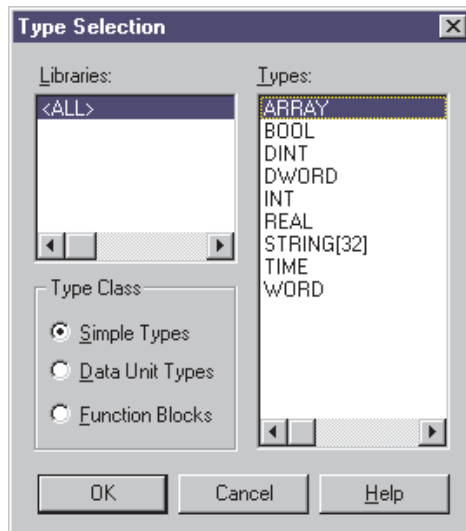 Type Selection
Libraries:
<ALL>
Types:
ARRAY
BOOL
DINT
DWORD
INT
REAL
STRING[32]
TIME
WORD
Type Class
Simple Types
Data Unit Types
Function Blocks
OK
Cancel
Help